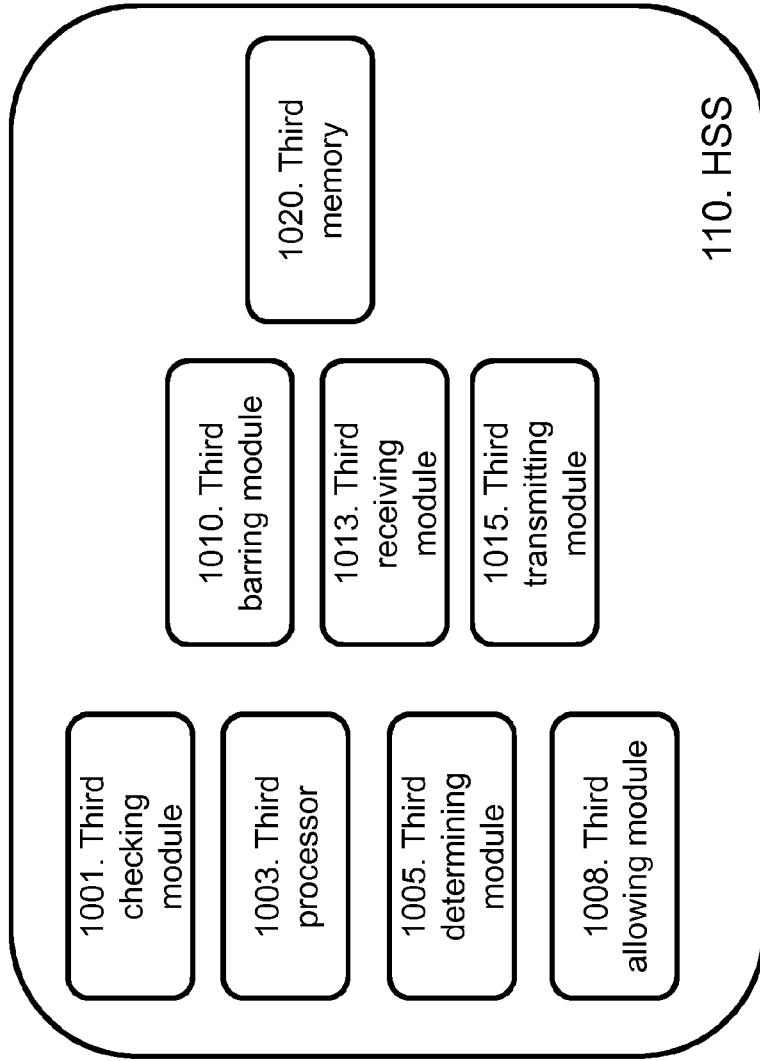 1001. Third
checking
module
1003. Third
processor
1005. Third
determining
module
1008. Third
allowing module
1010. Third
barring module
1013. Third
receiving
module
1015. Third
transmitting
module
1020. Third
memory
110. HSS